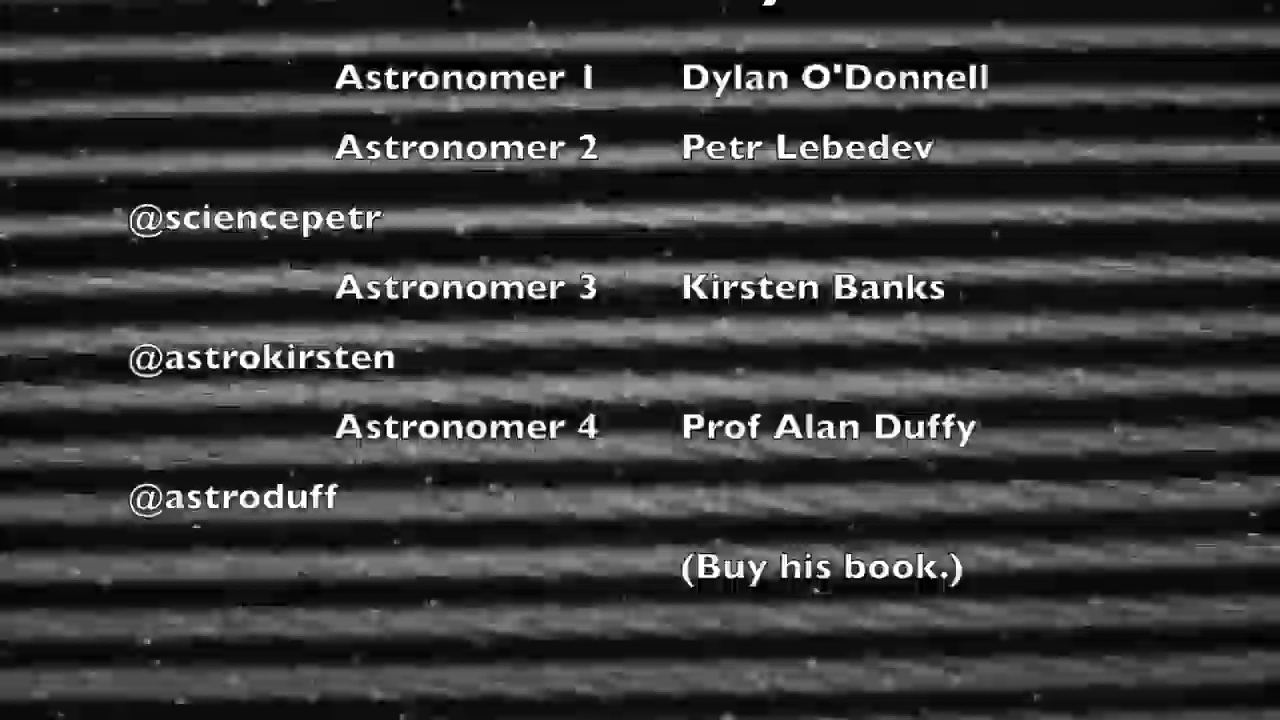 Astronomer 1 Dylan O'Donnell
Astronomer 2 Petr Lebedev
@sciencepetr
Astronomer 3 Kirsten Banks
@astrokirsten
Astronomer 4 Prof Alan Duffy
@astroduff
(Buy his book.)